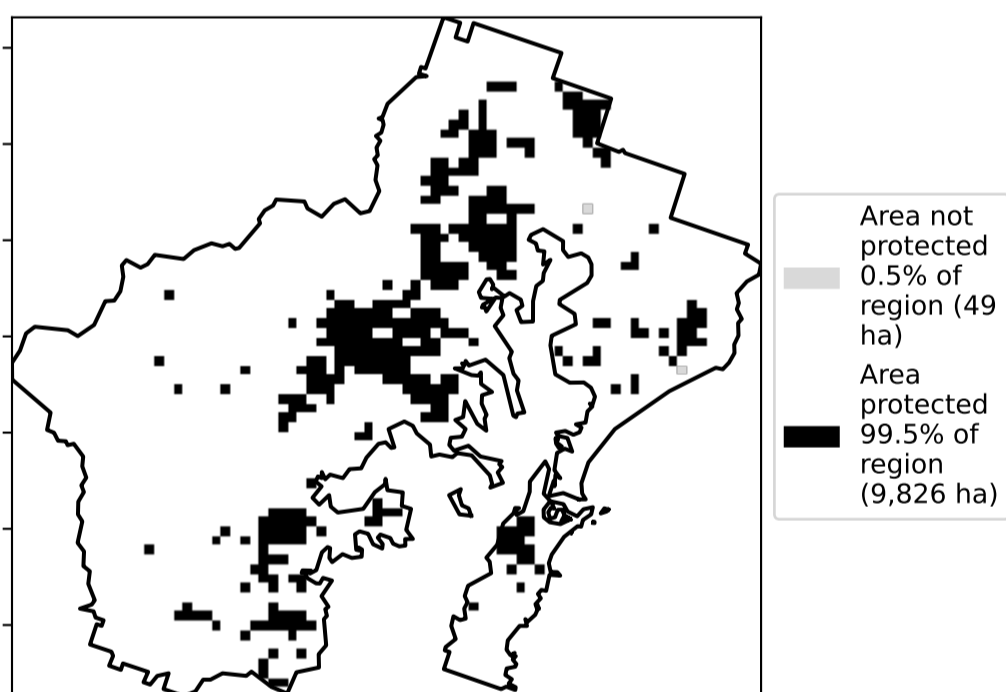 Area not
protected
0.5% of
region (49
ha)
Area
protected
99.5% of
region
(9,826 ha)